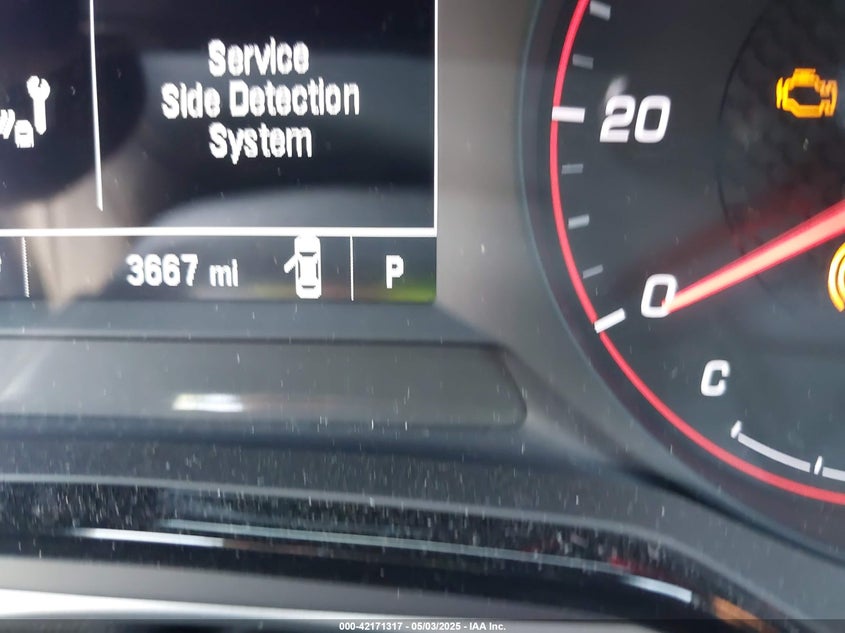 Service
Side Detection
System
3667 mi
P
20
0
C
000-42171317 - 05/03/2025 - IAA Inc.